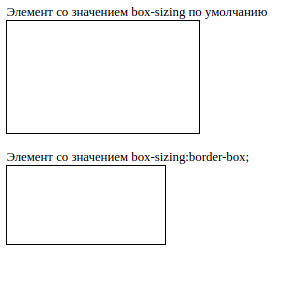 Элемент со значением box-sizing по умолчанию
Элемент со значением box-sizing:border-box;